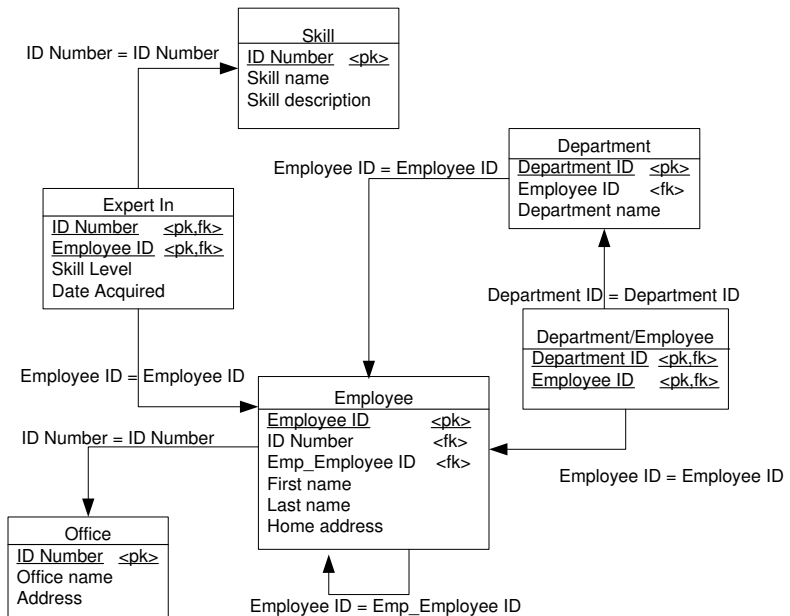 Skill
ID Number = ID Number
ID Number <pk>
Skill name
Skill description
Department
Employee ID = Employee ID
Department ID <pk>
Employee ID <fk>
Department name
Expert In
ID Number <pk,fk>
Employee ID <pk,fk>
Skill Level
Date Acquired
Department ID = Department ID
Department/Employee
Department ID <pk,fk>
Employee ID <pk,fk>
Employee ID = Employee ID
Employee
Employee ID <pk>
ID Number <fk>
Emp_Employee ID <fk>
First name
Last name
Home address
ID Number = ID Number
Employee ID = Employee ID
Office
ID Number <pk>
Office name
Address
Employee ID = Emp_Employee ID